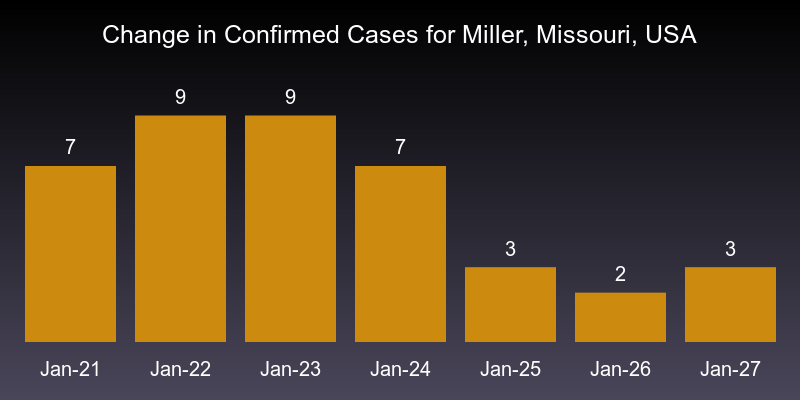 Change in Confirmed Cases for Miller, Missouri, USA
7 9 9 7 3 2 3
Jan-21 Jan-22 Jan-23 Jan-24 Jan-25 Jan-26 Jan-27